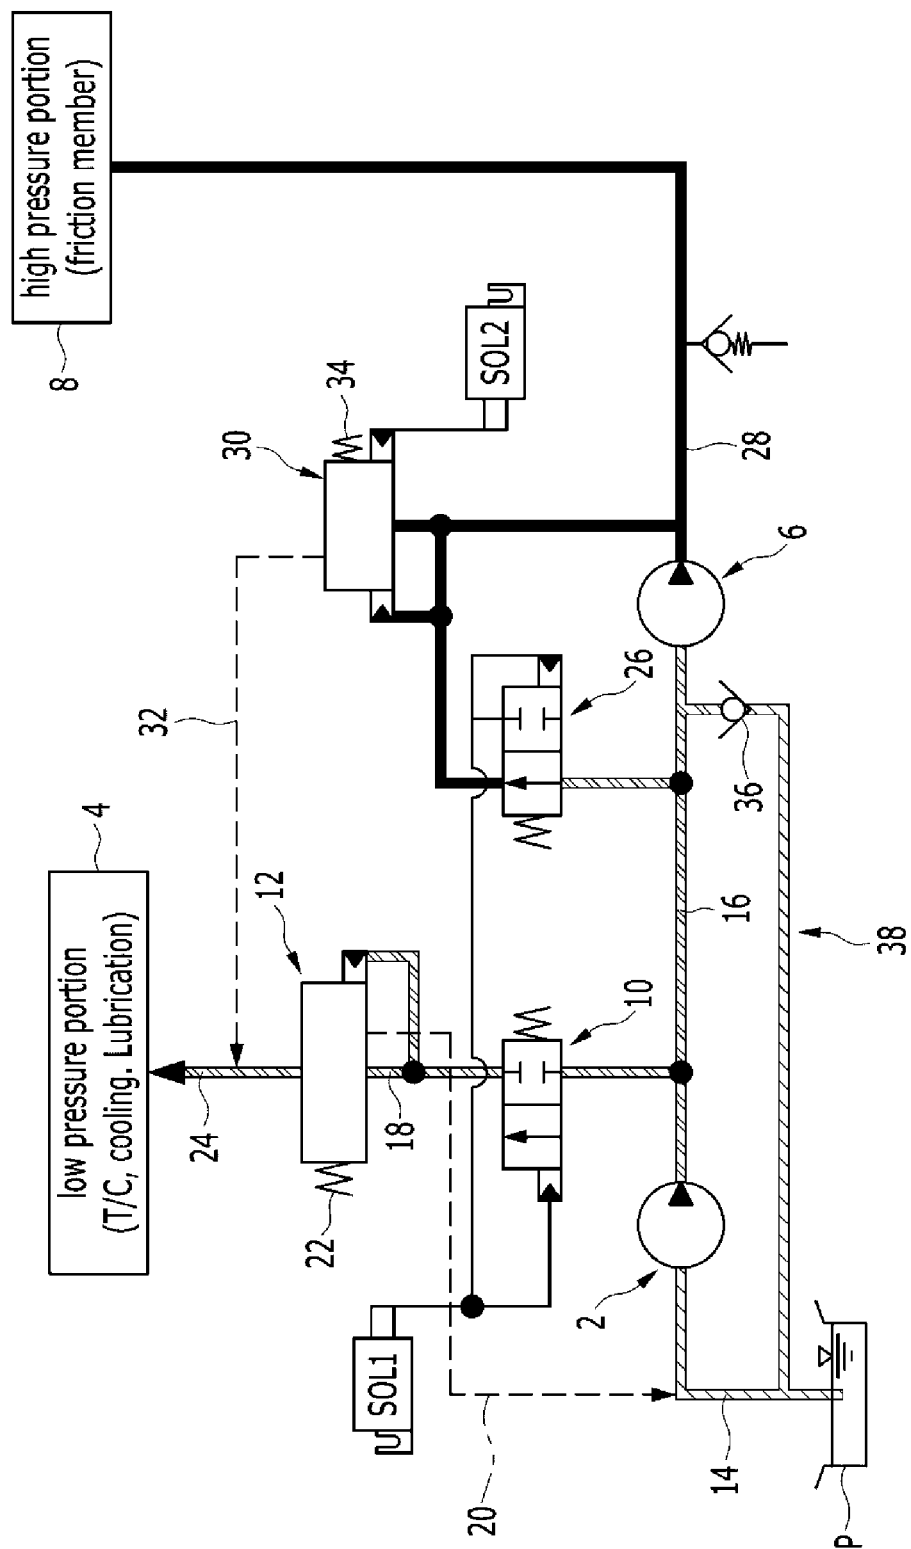 high pressure portion
(friction member)
8
34
30
SOL2
28
6
32
26
36
4
low pressure portion
(T/C, cooling. Lubrication)
12
16
38
10
24
18
22
2
SOL1
20
14
P